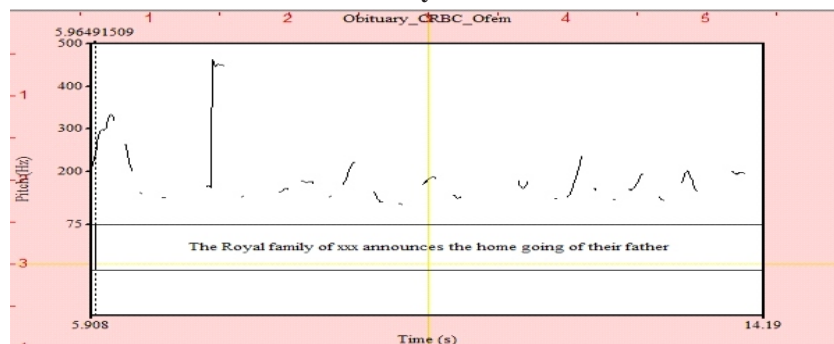 1 2 3 4 5
Obituary_CRBC_Ofem
5.96491509
500
400
300
200
75
Pitch(Hz)
1
3
The Royal family of xxx announces the home going of their father
5.908 14.19
Time (s)